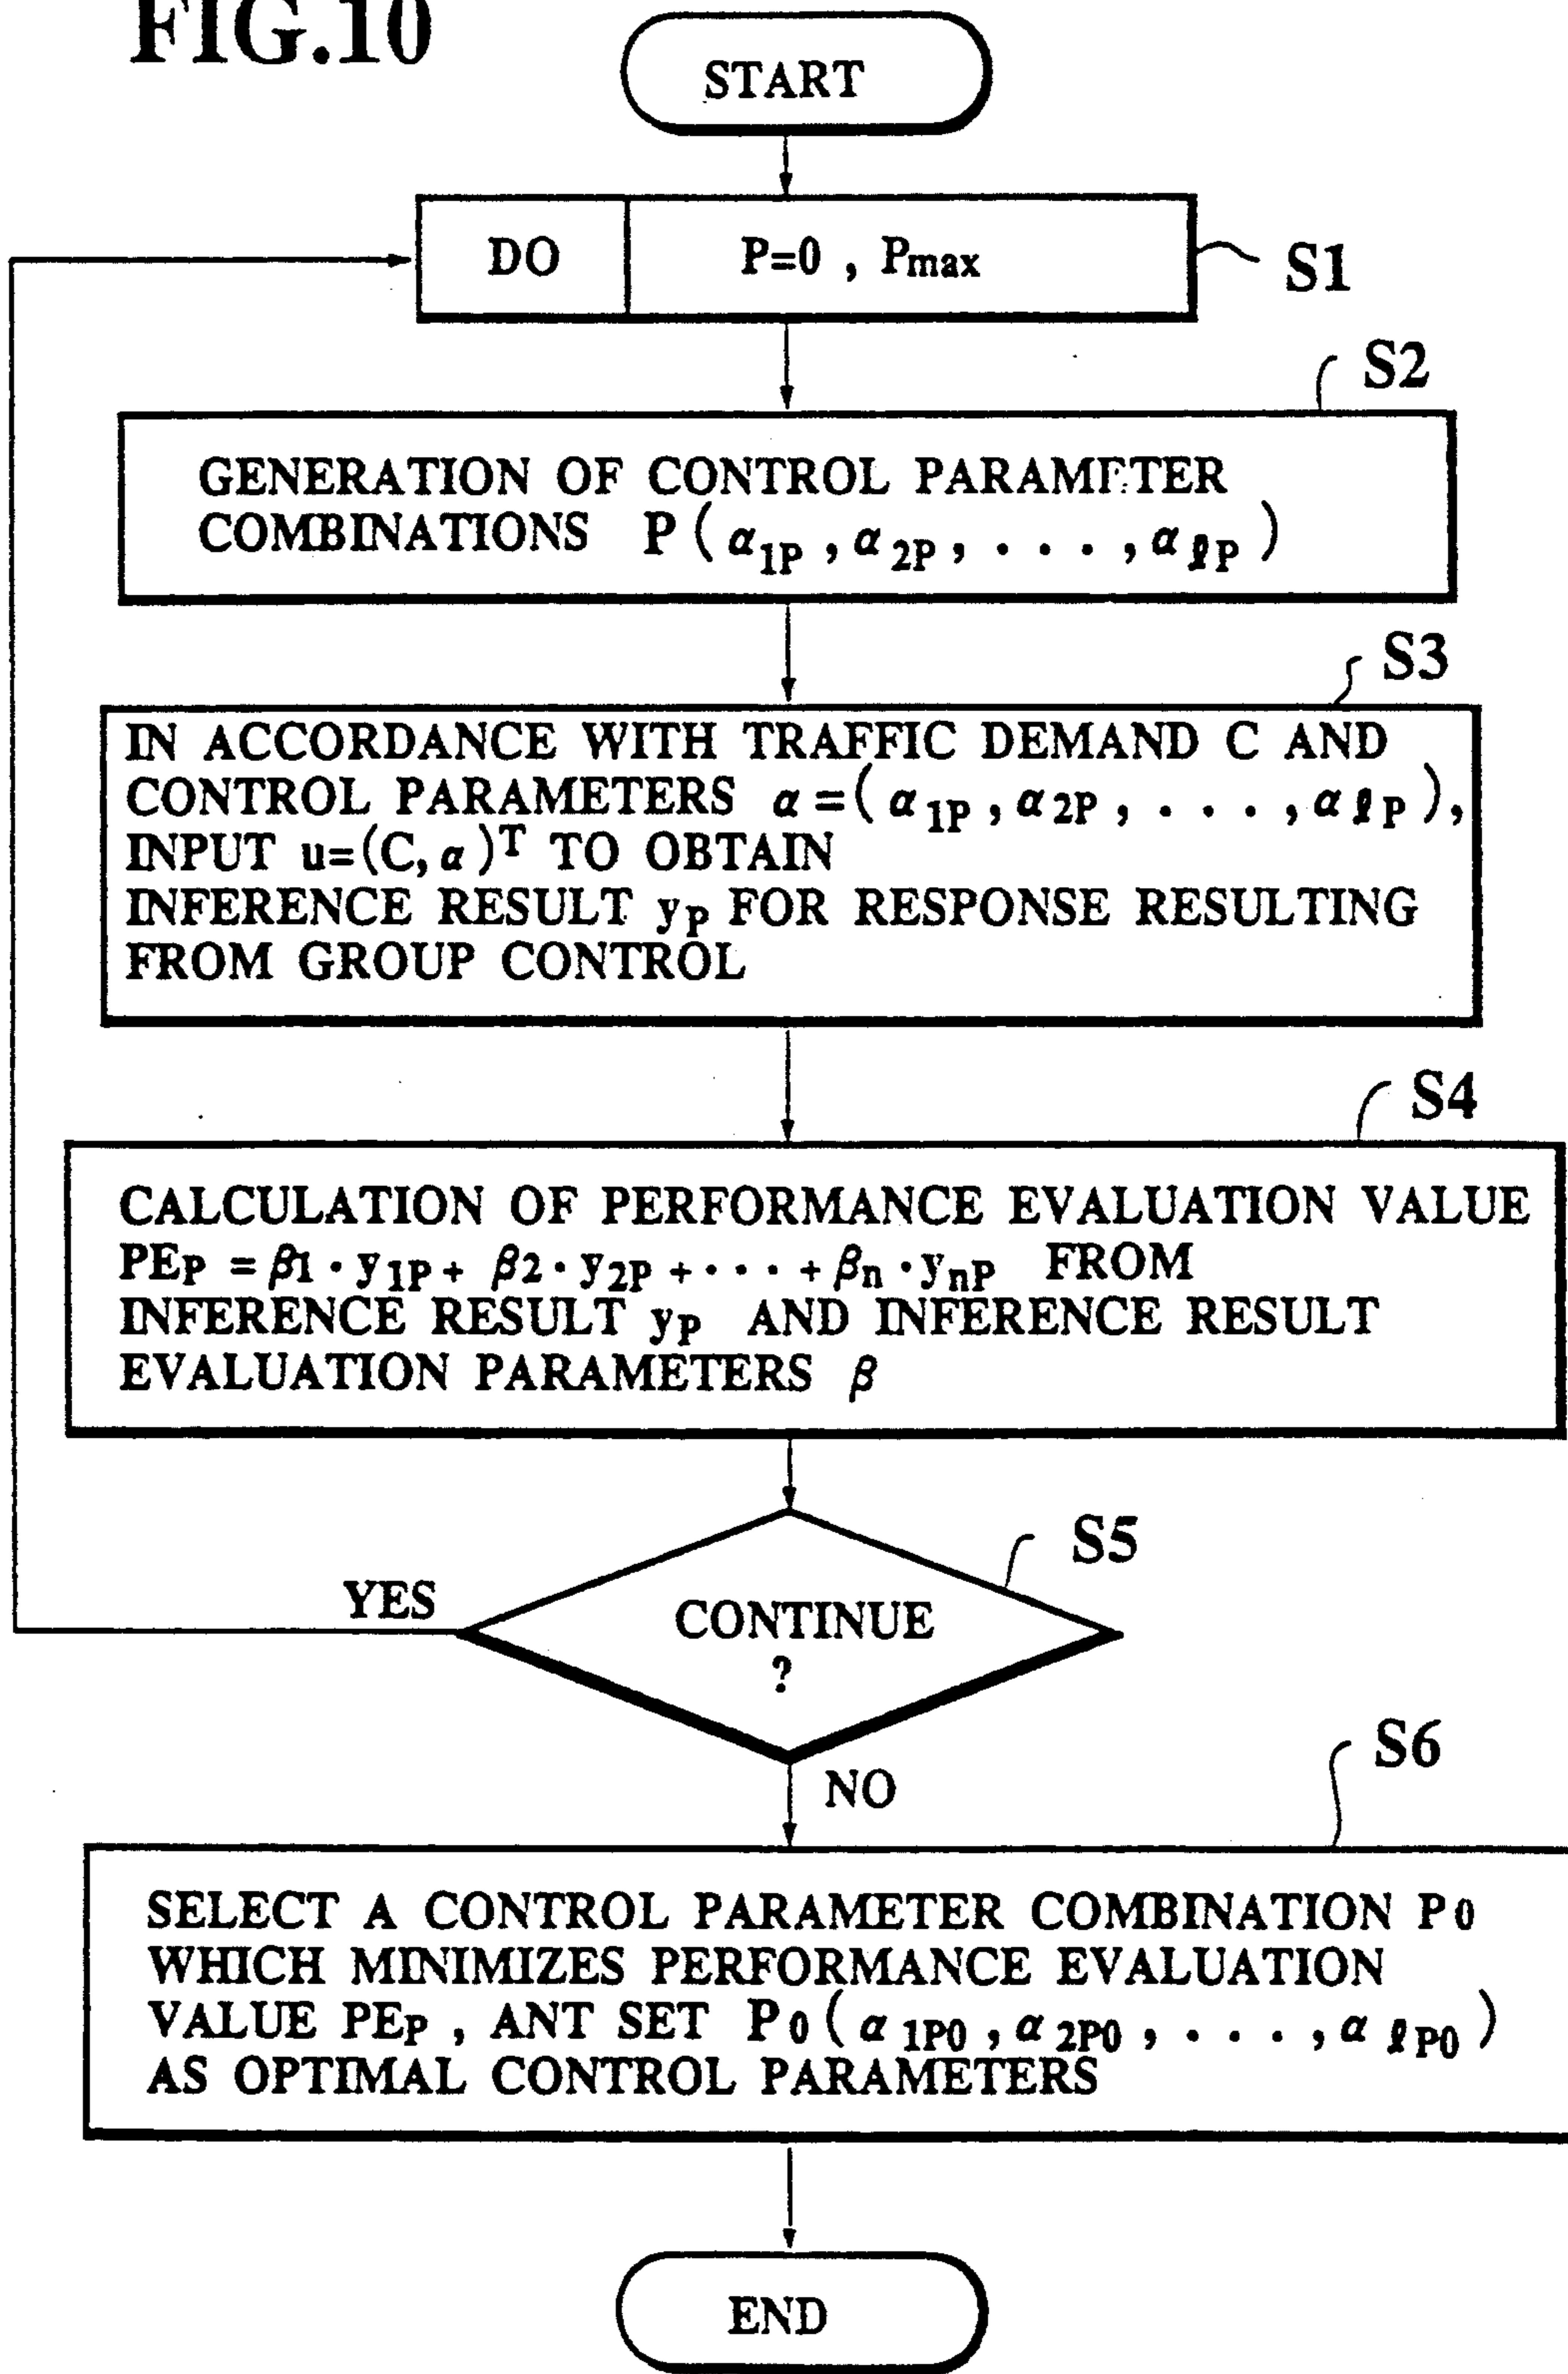 FIG.10
START
DO P=0 , Pmax
S1
S2
GENERATION OF CONTROL PARAMETER
COMBINATIONS P(α1P , α2P , . . . , αℓP)
S3
IN ACCORDANCE WITH TRAFFIC DEMAND C AND
CONTROL PARAMETERS α=(α1P , α2P , . . . , αℓP),
INPUT u=(C, α)T TO OBTAIN
INFERENCE RESULT yP FOR RESPONSE RESULTING
FROM GROUP CONTROL
S4
CALCULATION OF PERFORMANCE EVALUATION VALUE
PEP = β1 · y1P + β2 · y2P + · · · + βn · ynP FROM
INFERENCE RESULT yP AND INFERENCE RESULT
EVALUATION PARAMETERS β
S5
YES
CONTINUE
?
NO
S6
SELECT A CONTROL PARAMETER COMBINATION P0
WHICH MINIMIZES PERFORMANCE EVALUATION
VALUE PEP , ANT SET P0(α1P0 , α2P0 , . . . , αℓP0)
AS OPTIMAL CONTROL PARAMETERS
END